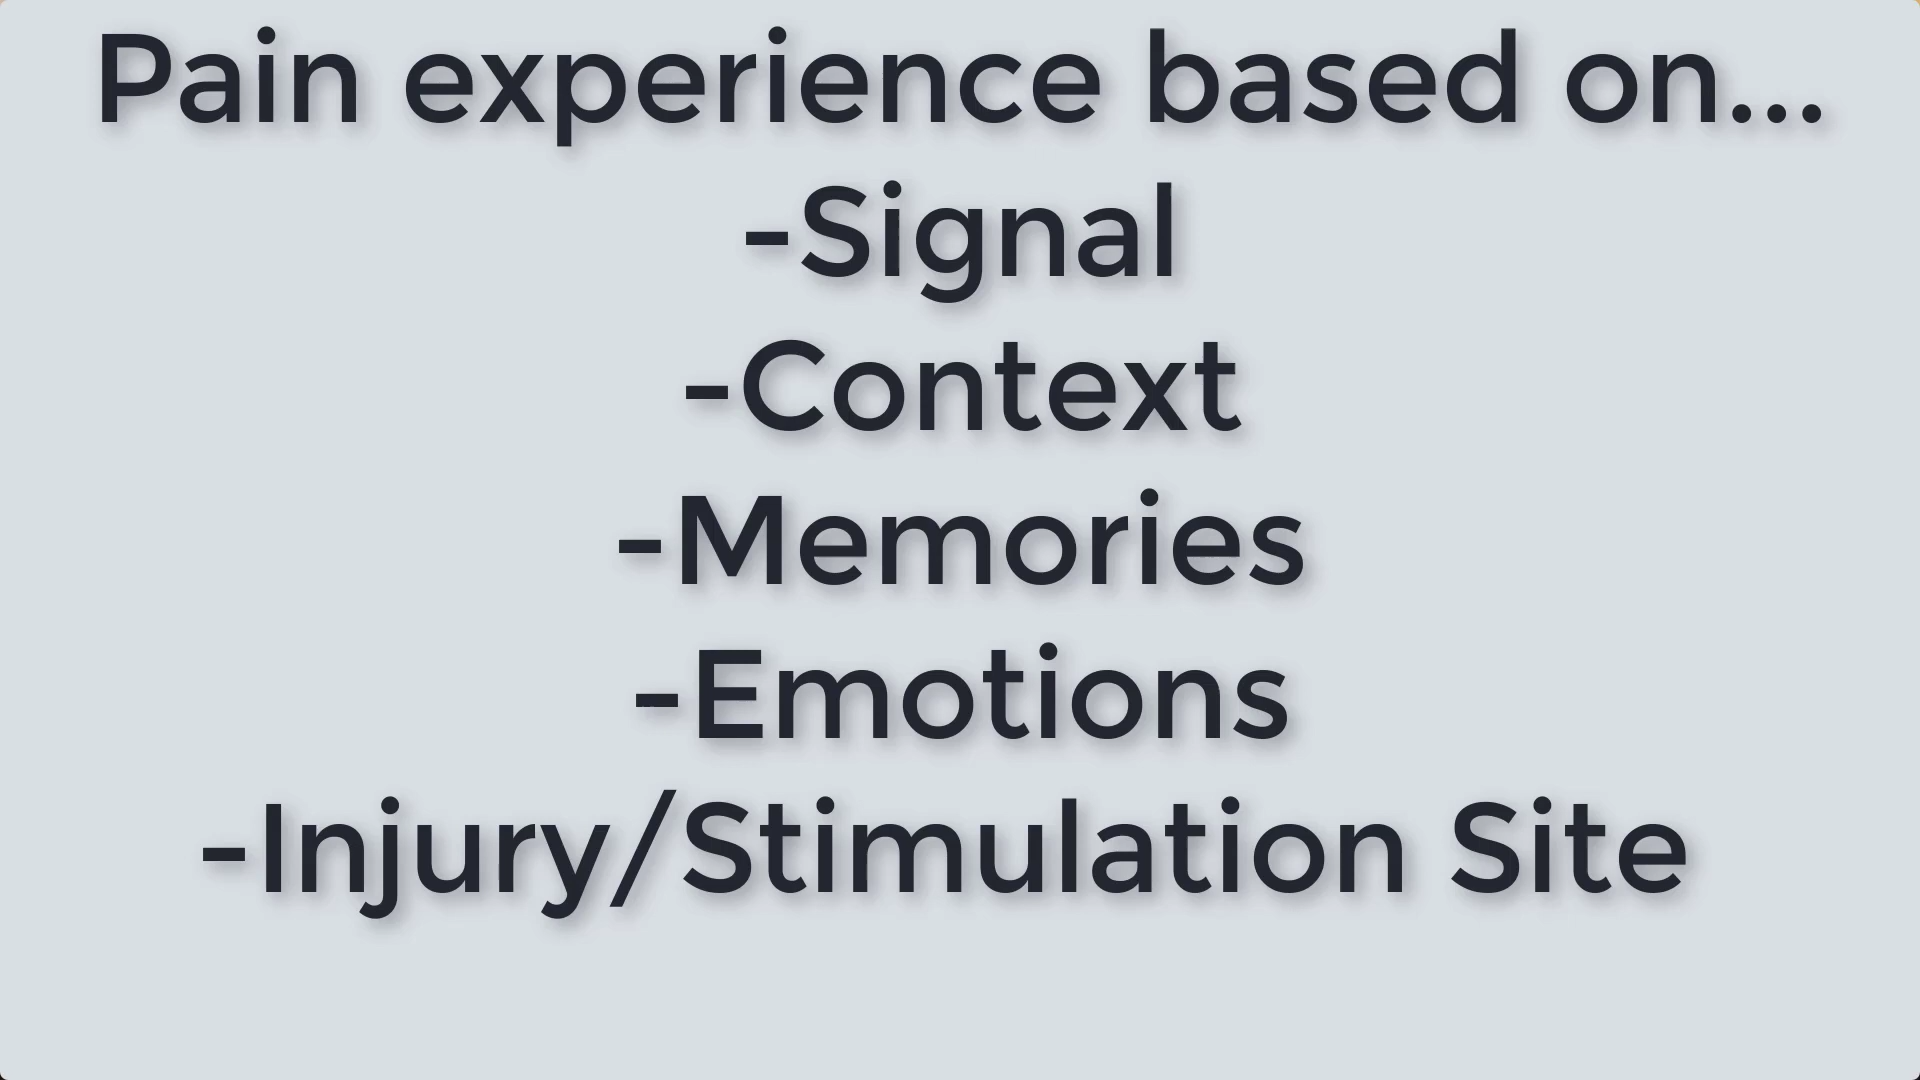 Pain experience based on...
-Signal
-Context
-Memories
-Emotions
-Injury/Stimulation Site